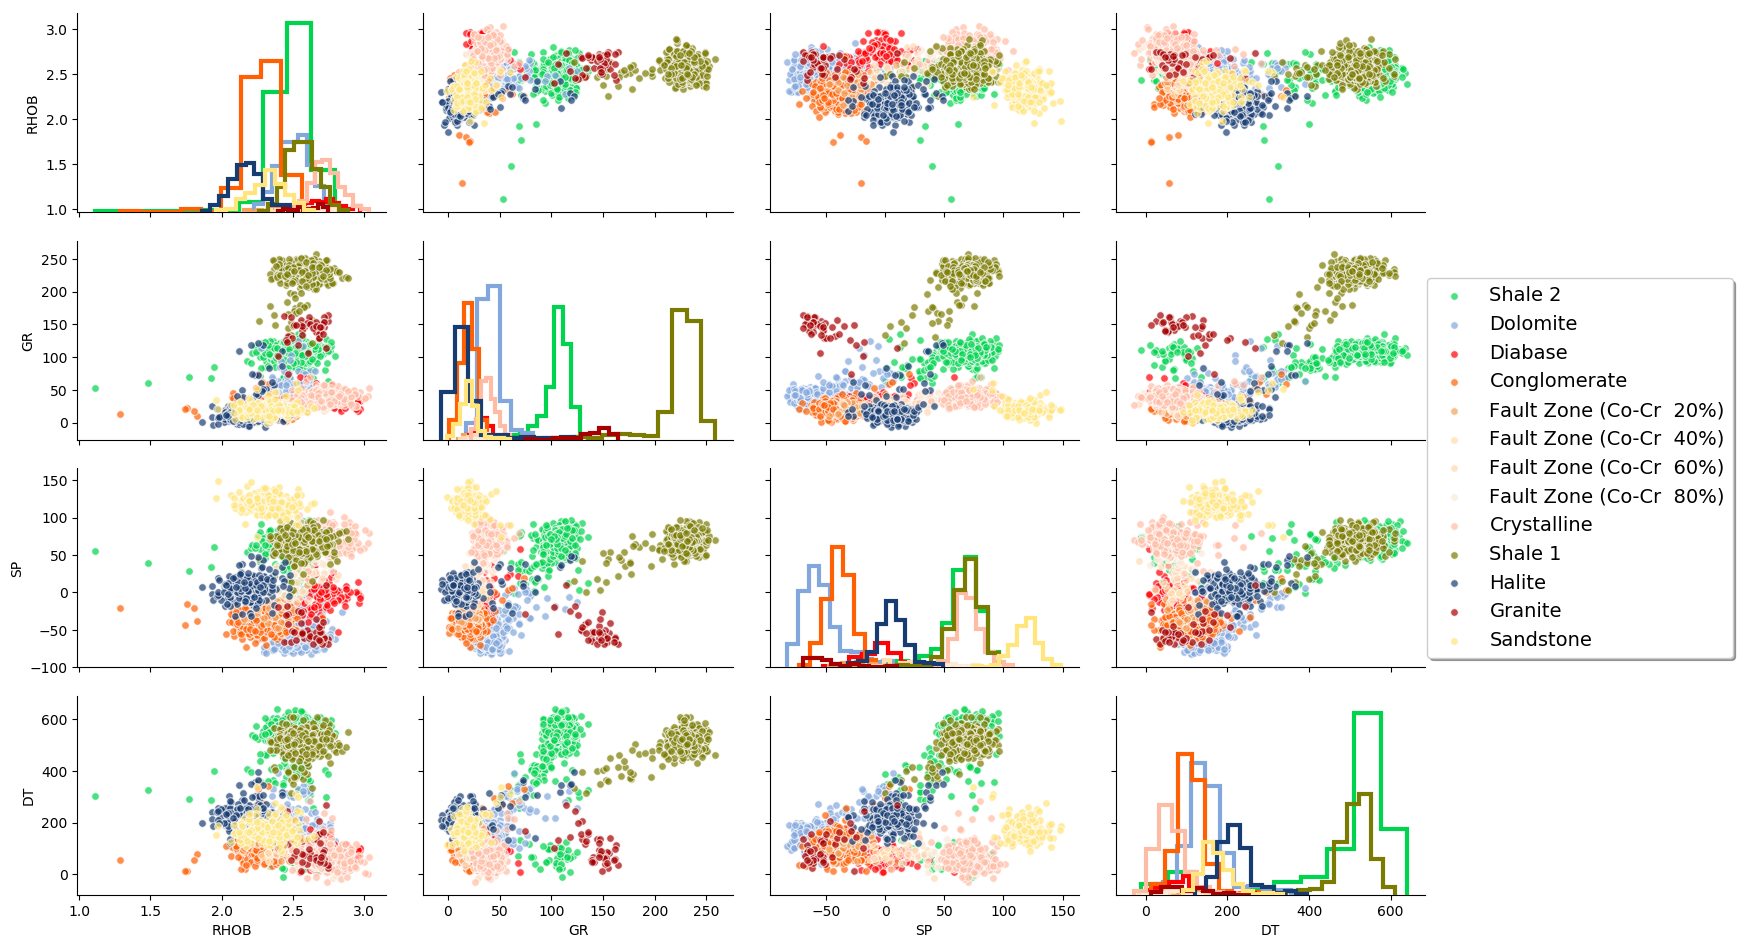 3.0
2.5
2.0
1.5
1.0
RHOB
250
200
150
100
50
0
GR
150
100
50
0
−50
−100
SP
600
400
200
0
DT
1.0 1.5 2.0 2.5 3.0
RHOB
0 50 100 150 200 250
GR
−50 0 50 100 150
SP
0 200 400 600
DT
Shale 2
Dolomite
Diabase
Conglomerate
Fault Zone (Co-Cr  20%)
Fault Zone (Co-Cr  40%)
Fault Zone (Co-Cr  60%)
Fault Zone (Co-Cr  80%)
Crystalline
Shale 1
Halite
Granite
Sandstone